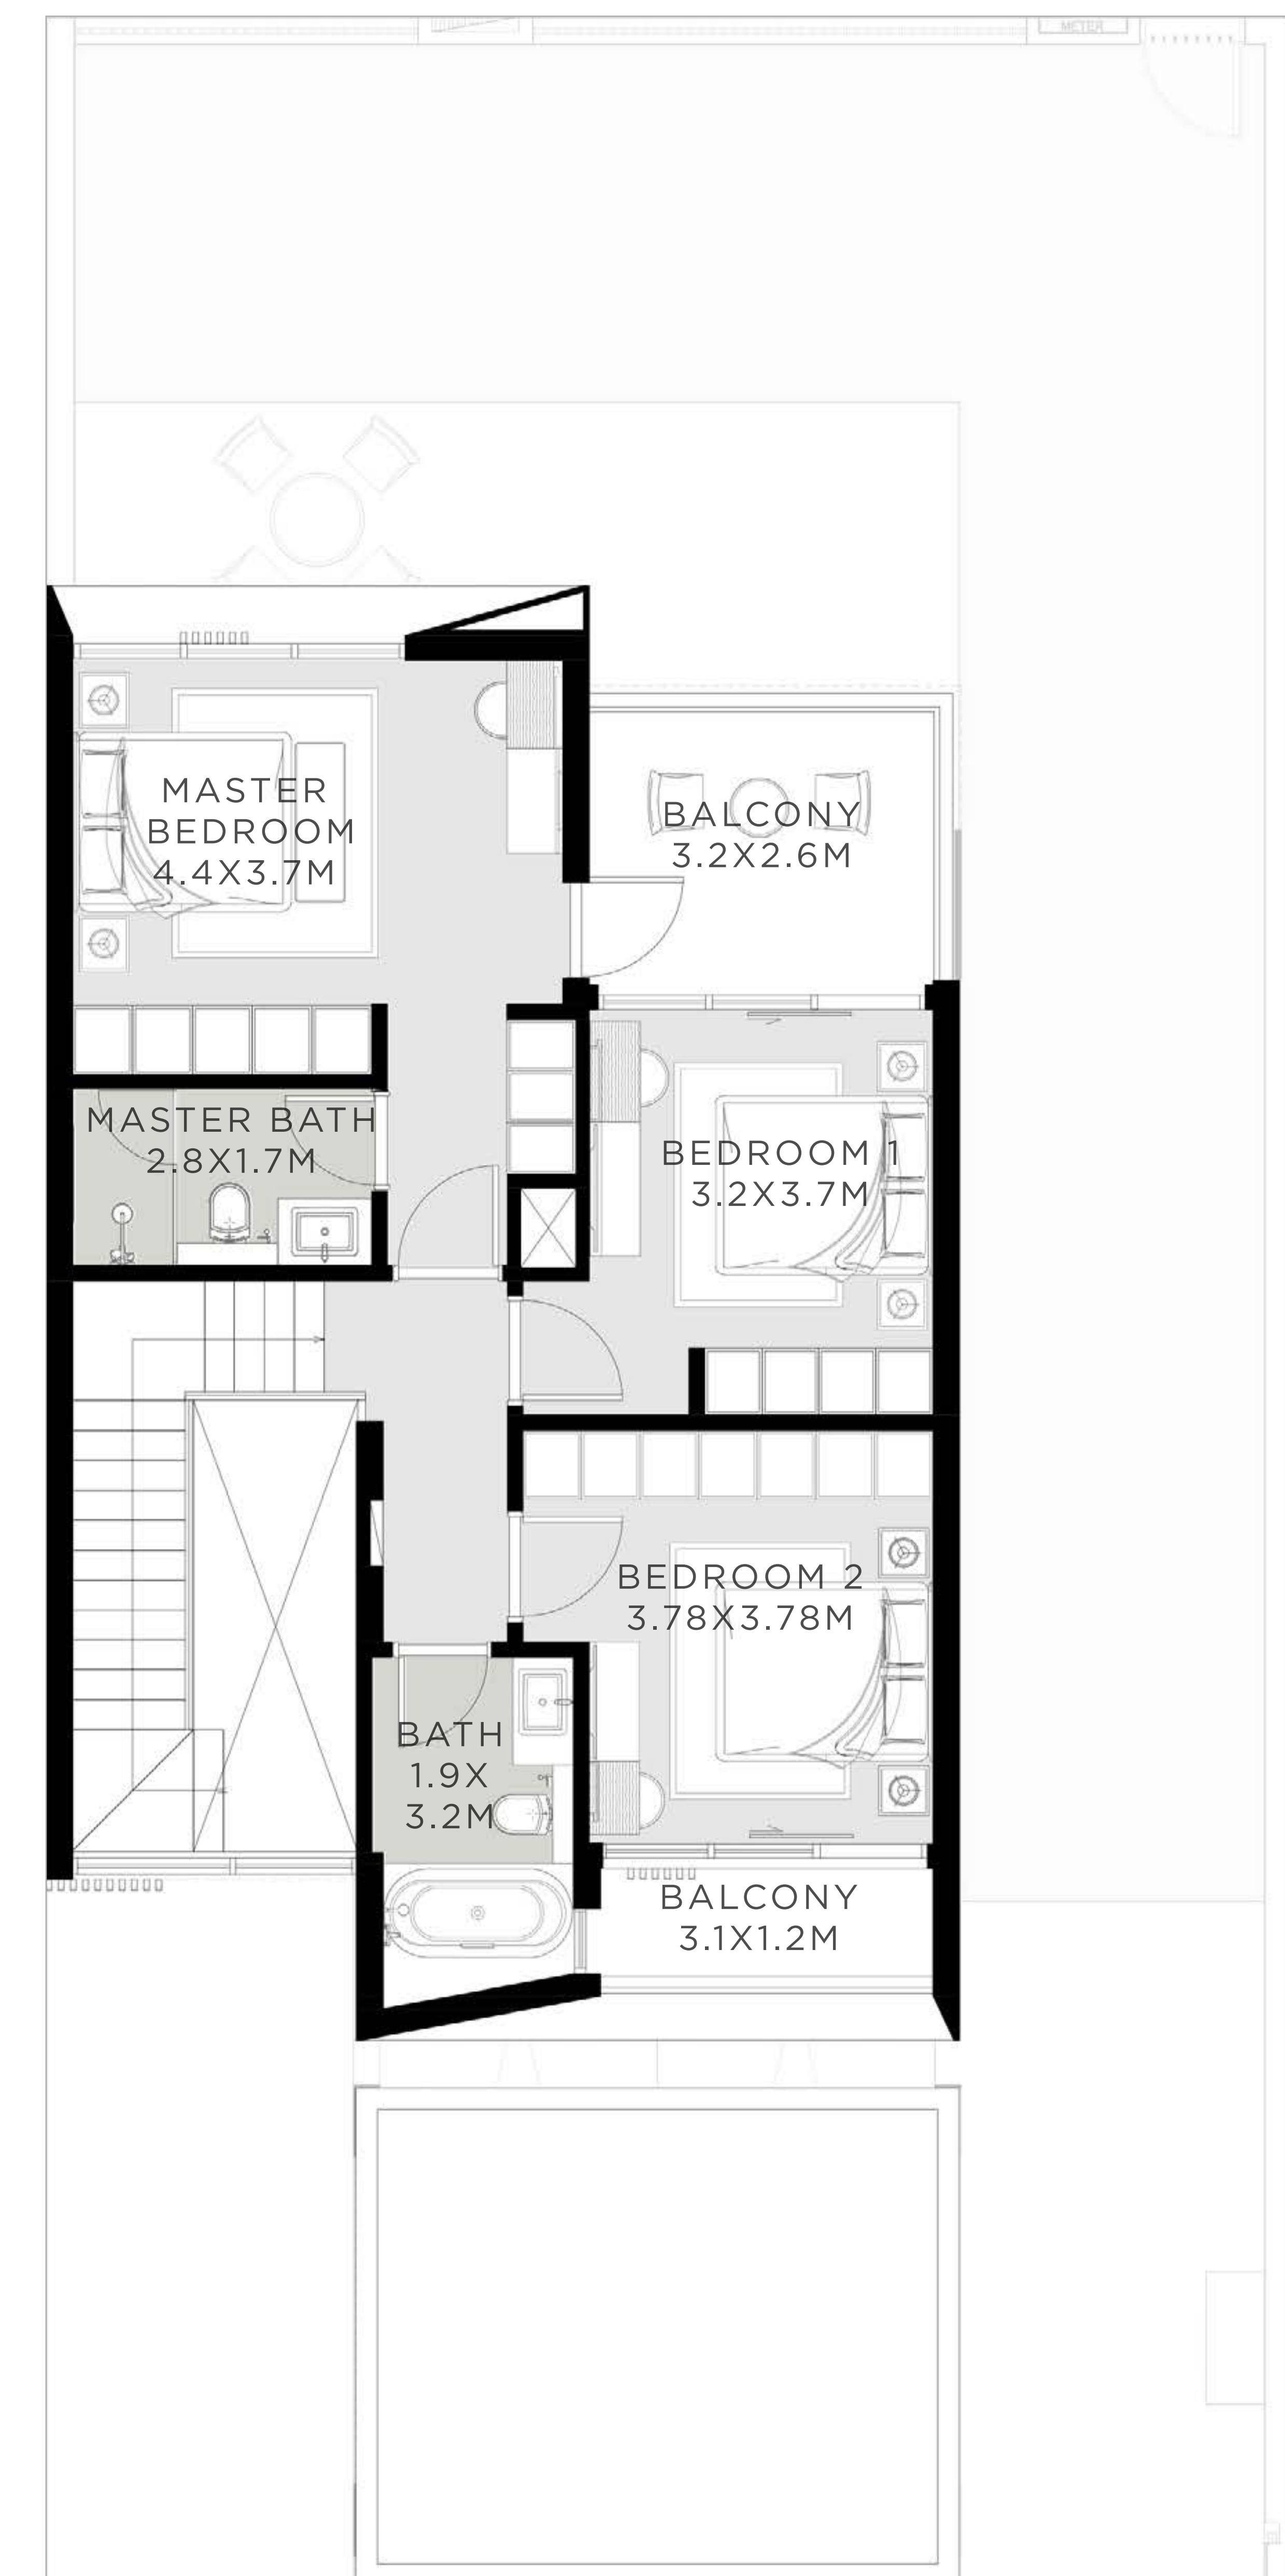 METER
MASTER
BEDROOM
4.4X3.7M
BALCONY
3.2X2.6M
MASTER BATH
2.8X1.7M
BEDROOM 1
3.2X3.7M
BEDROOM 2
3.78X3.78M
BATH
1.9X
3.2M
BALCONY
3.1X1.2M